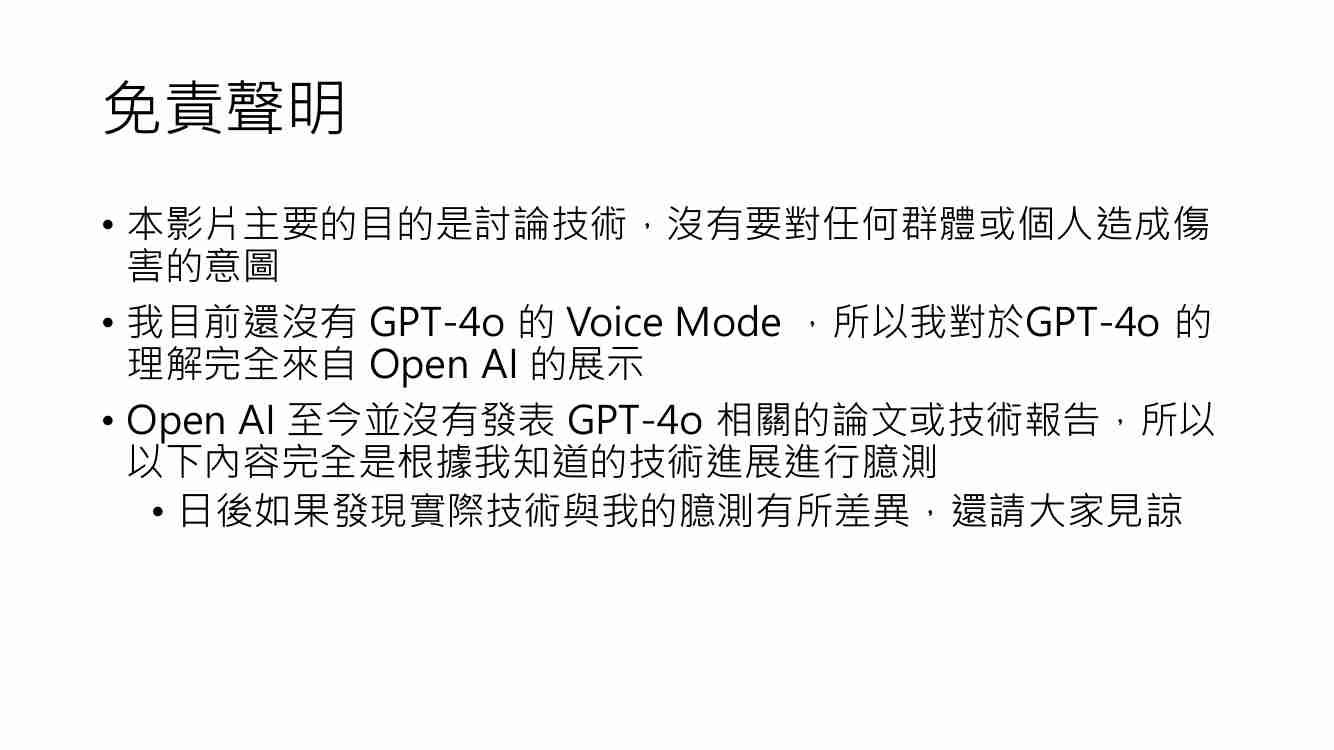 免責聲明
• 本影片主要的目的是討論技術，沒有要對任何群體或個人造成傷
害的意圖
• 我目前還沒有 GPT-4o 的 Voice Mode ，所以我對於GPT-4o 的
理解完全來自 Open AI 的展示
• Open AI 至今並沒有發表 GPT-4o 相關的論文或技術報告，所以
以下內容完全是根據我知道的技術進展進行臆測
• 日後如果發現實際技術與我的臆測有所差異，還請大家見諒